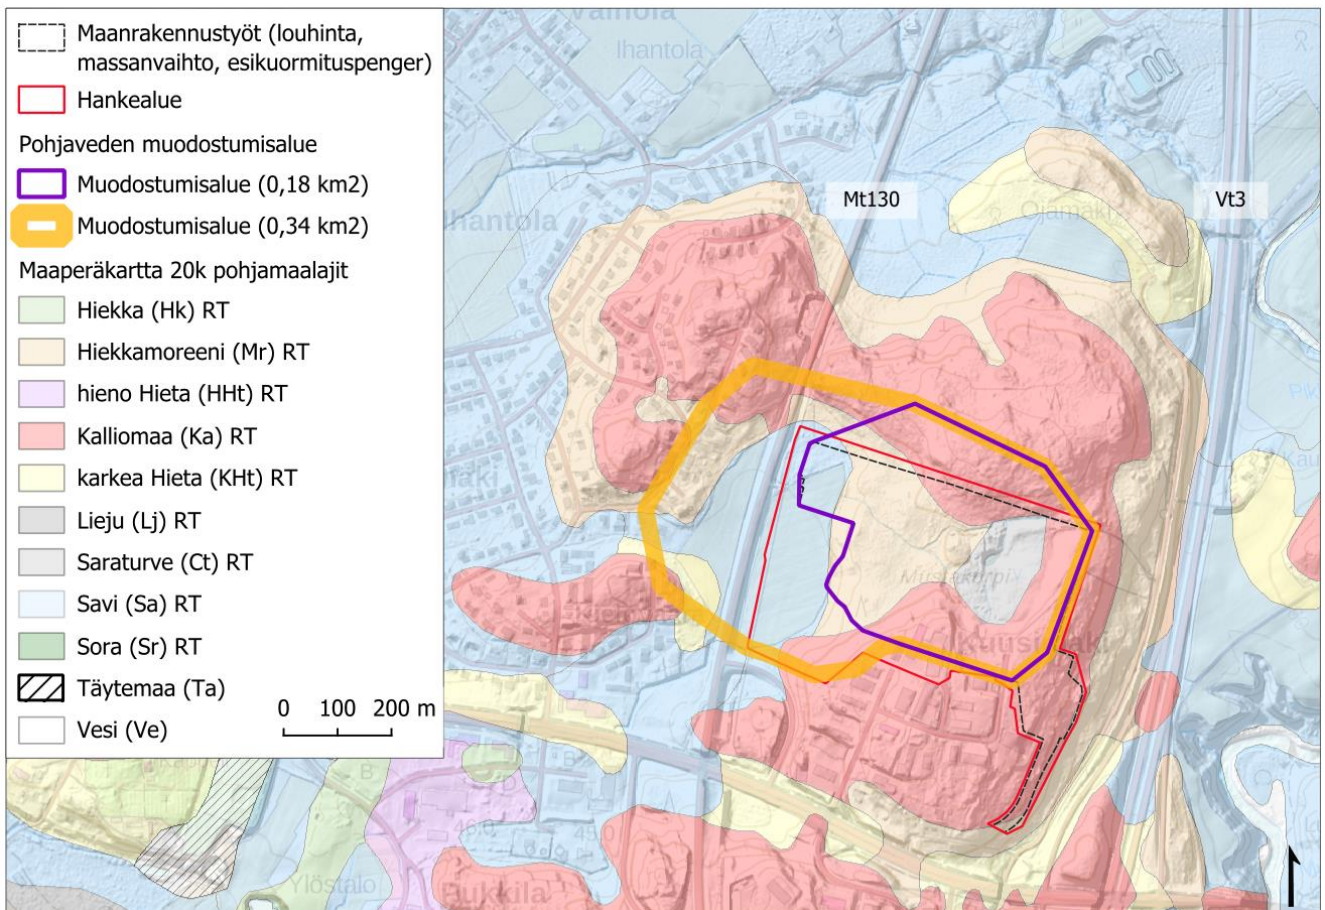 Maanrakennustyöt (louhinta,
massanvaihto, esikuormituspenger)
Hankealue
Pohjaveden muodostumisalue
Muodostumisalue (0,18 km2)
Muodostumisalue (0,34 km2)
Maaperäkartta 20k pohjamaalajit
Hiekka (Hk) RT
Hiekkamoreeni (Mr) RT
hieno Hieta (HHt) RT
Kalliomaa (Ka) RT
karkea Hieta (KHt) RT
Lieju (Lj) RT
Saraturve (Ct) RT
Savi (Sa) RT
Sora (Sr) RT
Täytemaa (Ta)
Vesi (Ve)
0 100 200 m
Ihantola
Mt130
Vt3
Ojamäki
Ihantola
Mustakorpi
Ylöstalo
Pukkila